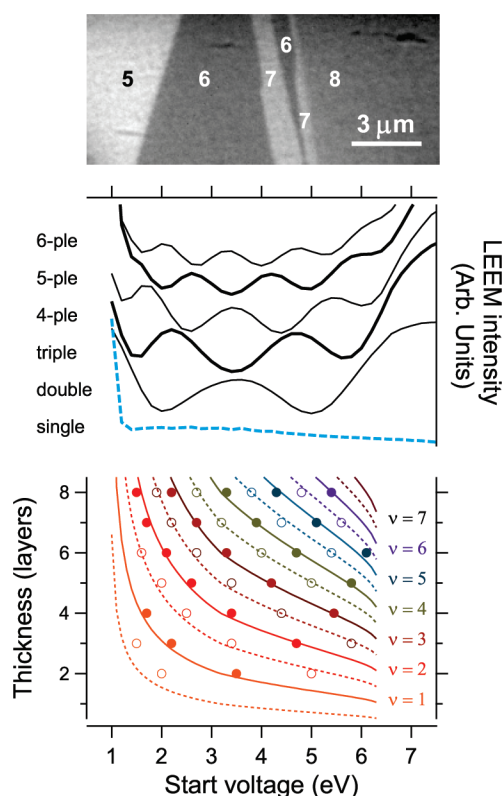 5 6 7 6 7 8
3 μm
6-ple
5-ple
4-ple
triple
double
single
LEEM intensity
(Arb. Units)
8
6
4
2
Thickness (layers)
ν = 7
ν = 6
ν = 5
ν = 4
ν = 3
ν = 2
ν = 1
1 2 3 4 5 6 7
Start voltage (eV)